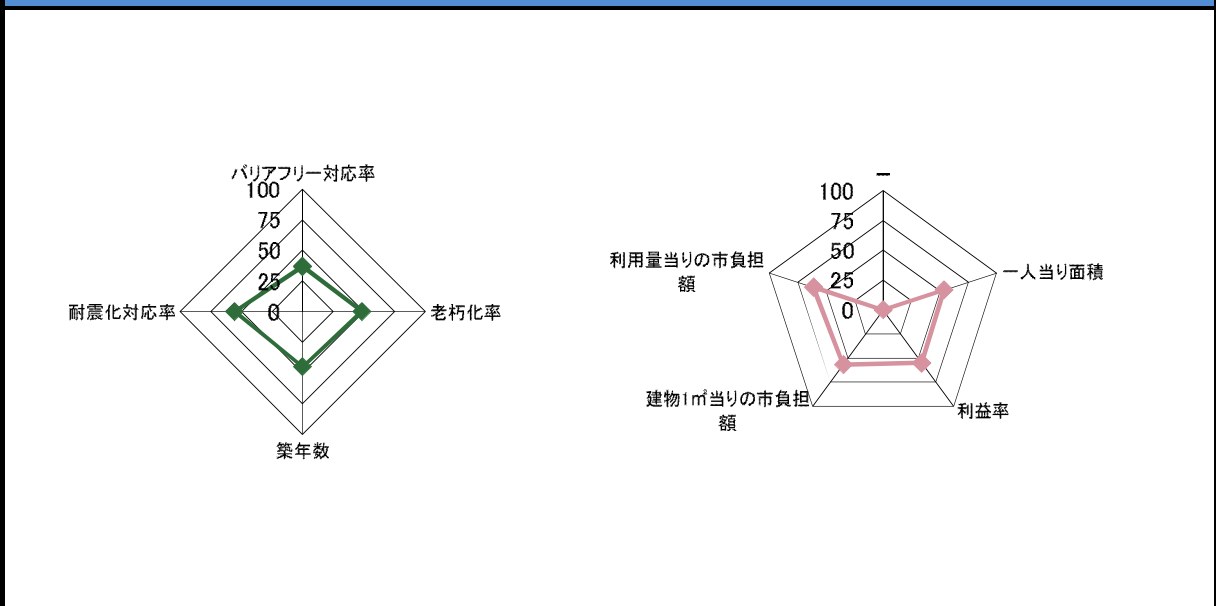 バリアフリー対応率
100
75
50
25
0
耐震化対応率
老朽化率
築年数
ー
100
75
50
25
0
利用量当りの市負担
額
一人当り面積
建物1㎡当りの市負担
額
利益率